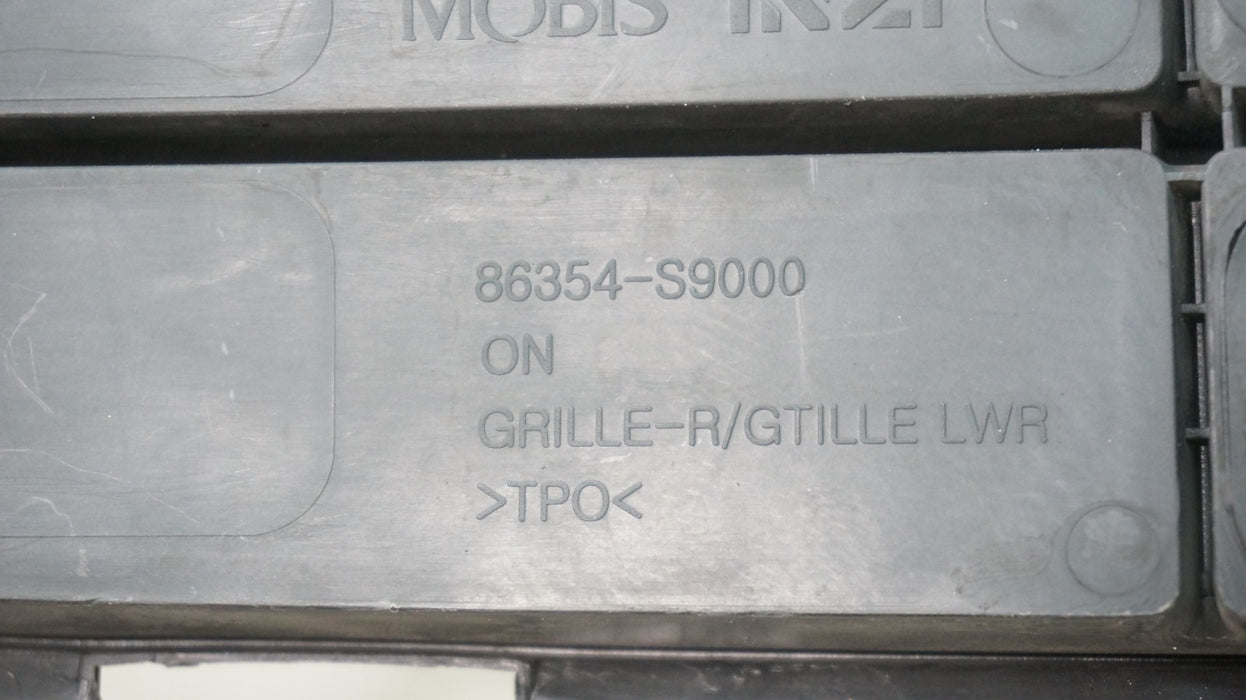 MOBIS
86354-S9000
ON
GRILLE-R/GTILLE LWR
>TPO<